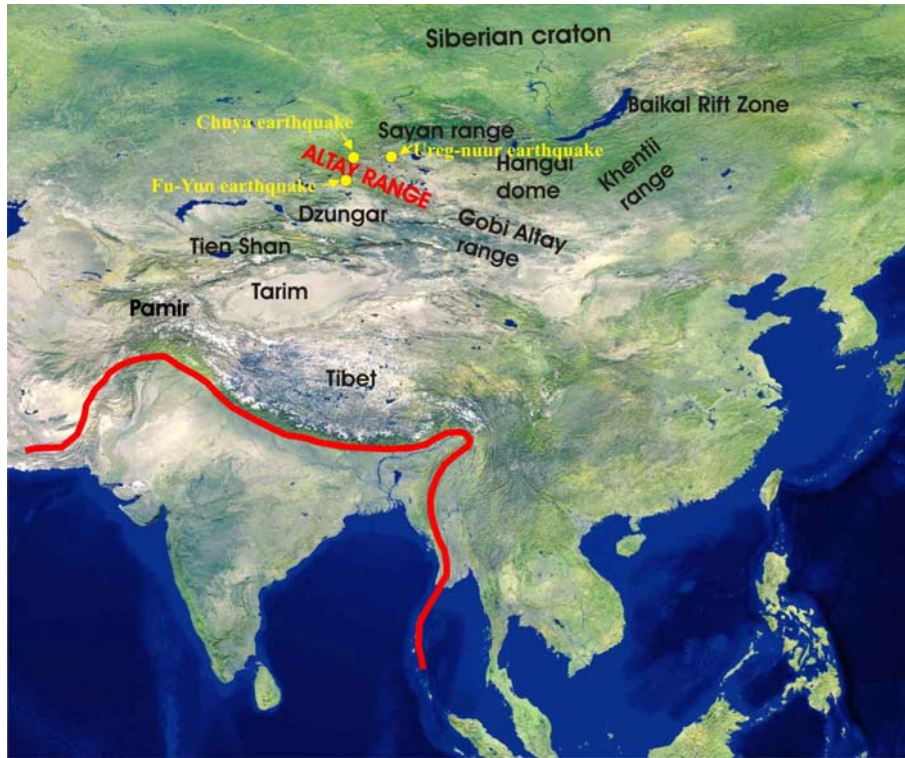 Siberian craton
Baikal Rift Zone
Chuya earthquake
Sayan range
Ureg-nuur earthquake
ALTAY RANGE
Hangai
dome
Khentii
range
Fu-Yun earthquake
Dzungar
Gobi Altay
range
Tien Shan
Tarim
Pamir
Tibet